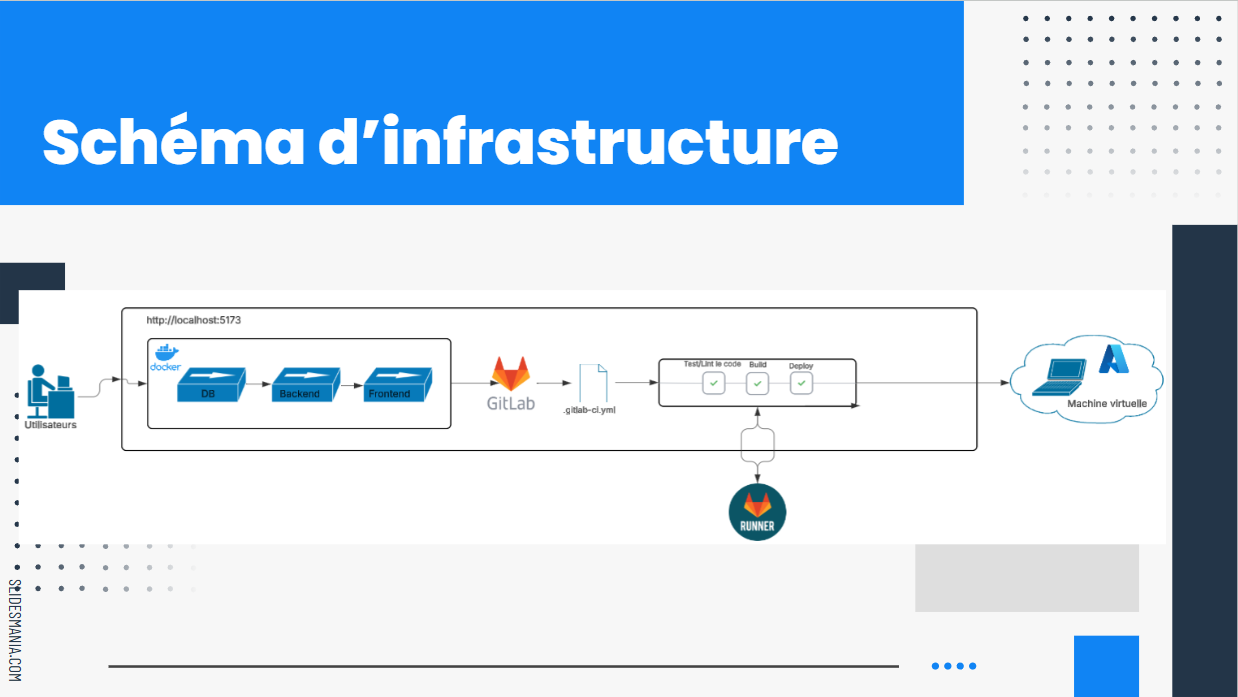 Schéma d’infrastructure
http://localhost:5173
docker
DB
Backend
Frontend
Utilisateurs
GitLab
.gitlab-ci.yml
Test/Lint le code
Build
Deploy
Machine virtuelle
RUNNER
SLIDESMANIA.COM